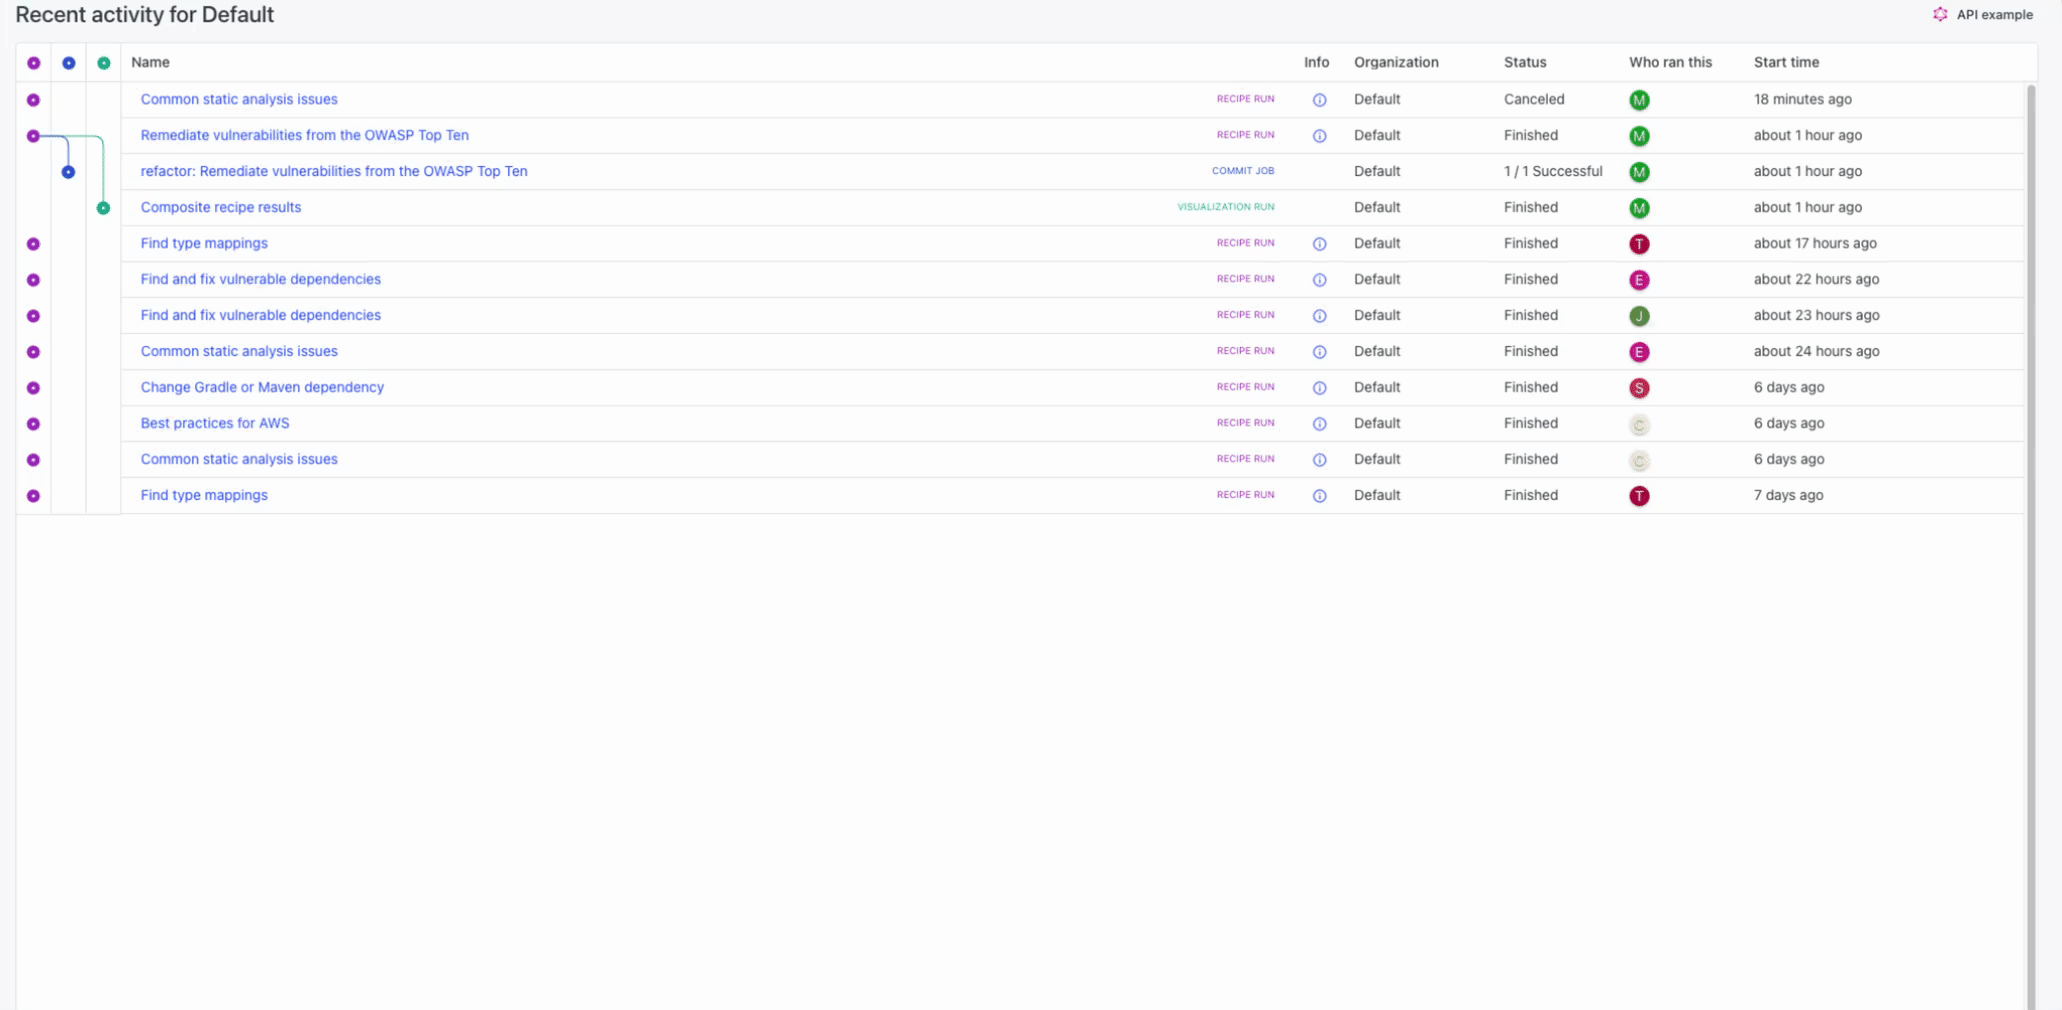 Recent activity for Default
API example
Name Info Organization Status Who ran this Start time
Common static analysis issues RECIPE RUN Default Canceled M 18 minutes ago
Remediate vulnerabilities from the OWASP Top Ten RECIPE RUN Default Finished M about 1 hour ago
refactor: Remediate vulnerabilities from the OWASP Top Ten COMMIT JOB Default 1 / 1 Successful M about 1 hour ago
Composite recipe results VISUALIZATION RUN Default Finished M about 1 hour ago
Find type mappings RECIPE RUN Default Finished T about 17 hours ago
Find and fix vulnerable dependencies RECIPE RUN Default Finished E about 22 hours ago
Find and fix vulnerable dependencies RECIPE RUN Default Finished J about 23 hours ago
Common static analysis issues RECIPE RUN Default Finished E about 24 hours ago
Change Gradle or Maven dependency RECIPE RUN Default Finished S 6 days ago
Best practices for AWS RECIPE RUN Default Finished C 6 days ago
Common static analysis issues RECIPE RUN Default Finished C 6 days ago
Find type mappings RECIPE RUN Default Finished T 7 days ago